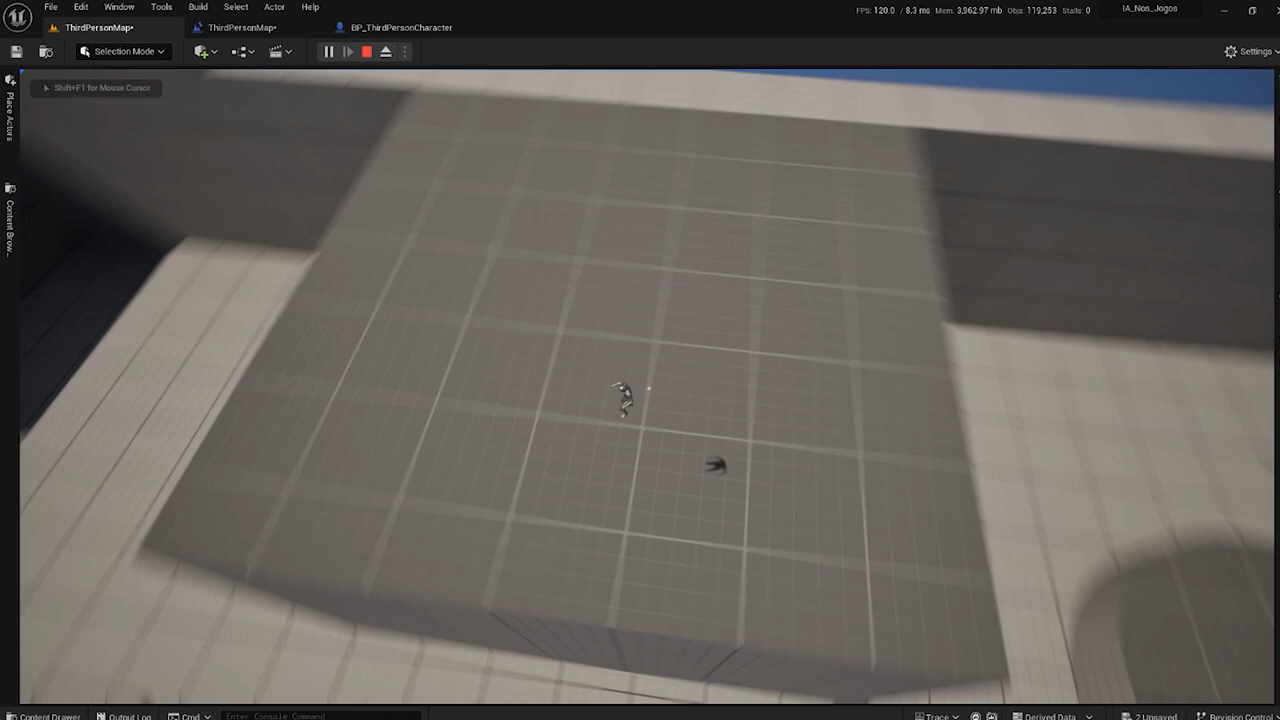 File Edit Window Tools Build Select Actor Help
FPS: 120.0 / 8.3 ms Mem: 3,962.97 mb Objs: 119,253 Stalls: 0
IA_Nos_Jogos
ThirdPersonMap•
ThirdPersonMap•
BP_ThirdPersonCharacter
Selection Mode
Settings
Shift+F1 for Mouse Cursor
Place Actors
Content Brow...
Content Drawer
Output Log
Cmd
Enter Console Command
Trace
Derived Data
2 Unsaved
Revision Control